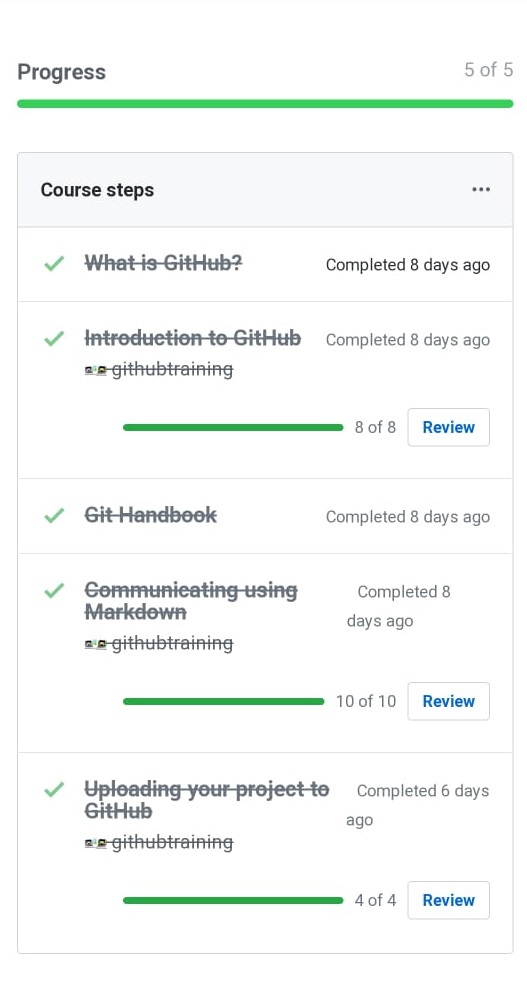 Progress 5 of 5
Course steps
What is GitHub? Completed 8 days ago
Introduction to GitHub Completed 8 days ago
githubtraining
8 of 8 Review
Git Handbook Completed 8 days ago
Communicating using Completed 8
Markdown days ago
githubtraining
10 of 10 Review
Uploading your project to Completed 6 days
GitHub ago
githubtraining
4 of 4 Review